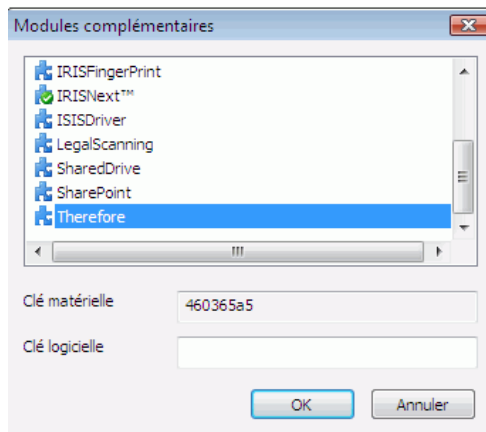 Modules complémentaires
IRISFingerPrint
IRISNext™
ISISDriver
LegalScanning
SharedDrive
SharePoint
Therefore
Clé matérielle
460365a5
Clé logicielle
OK
Annuler